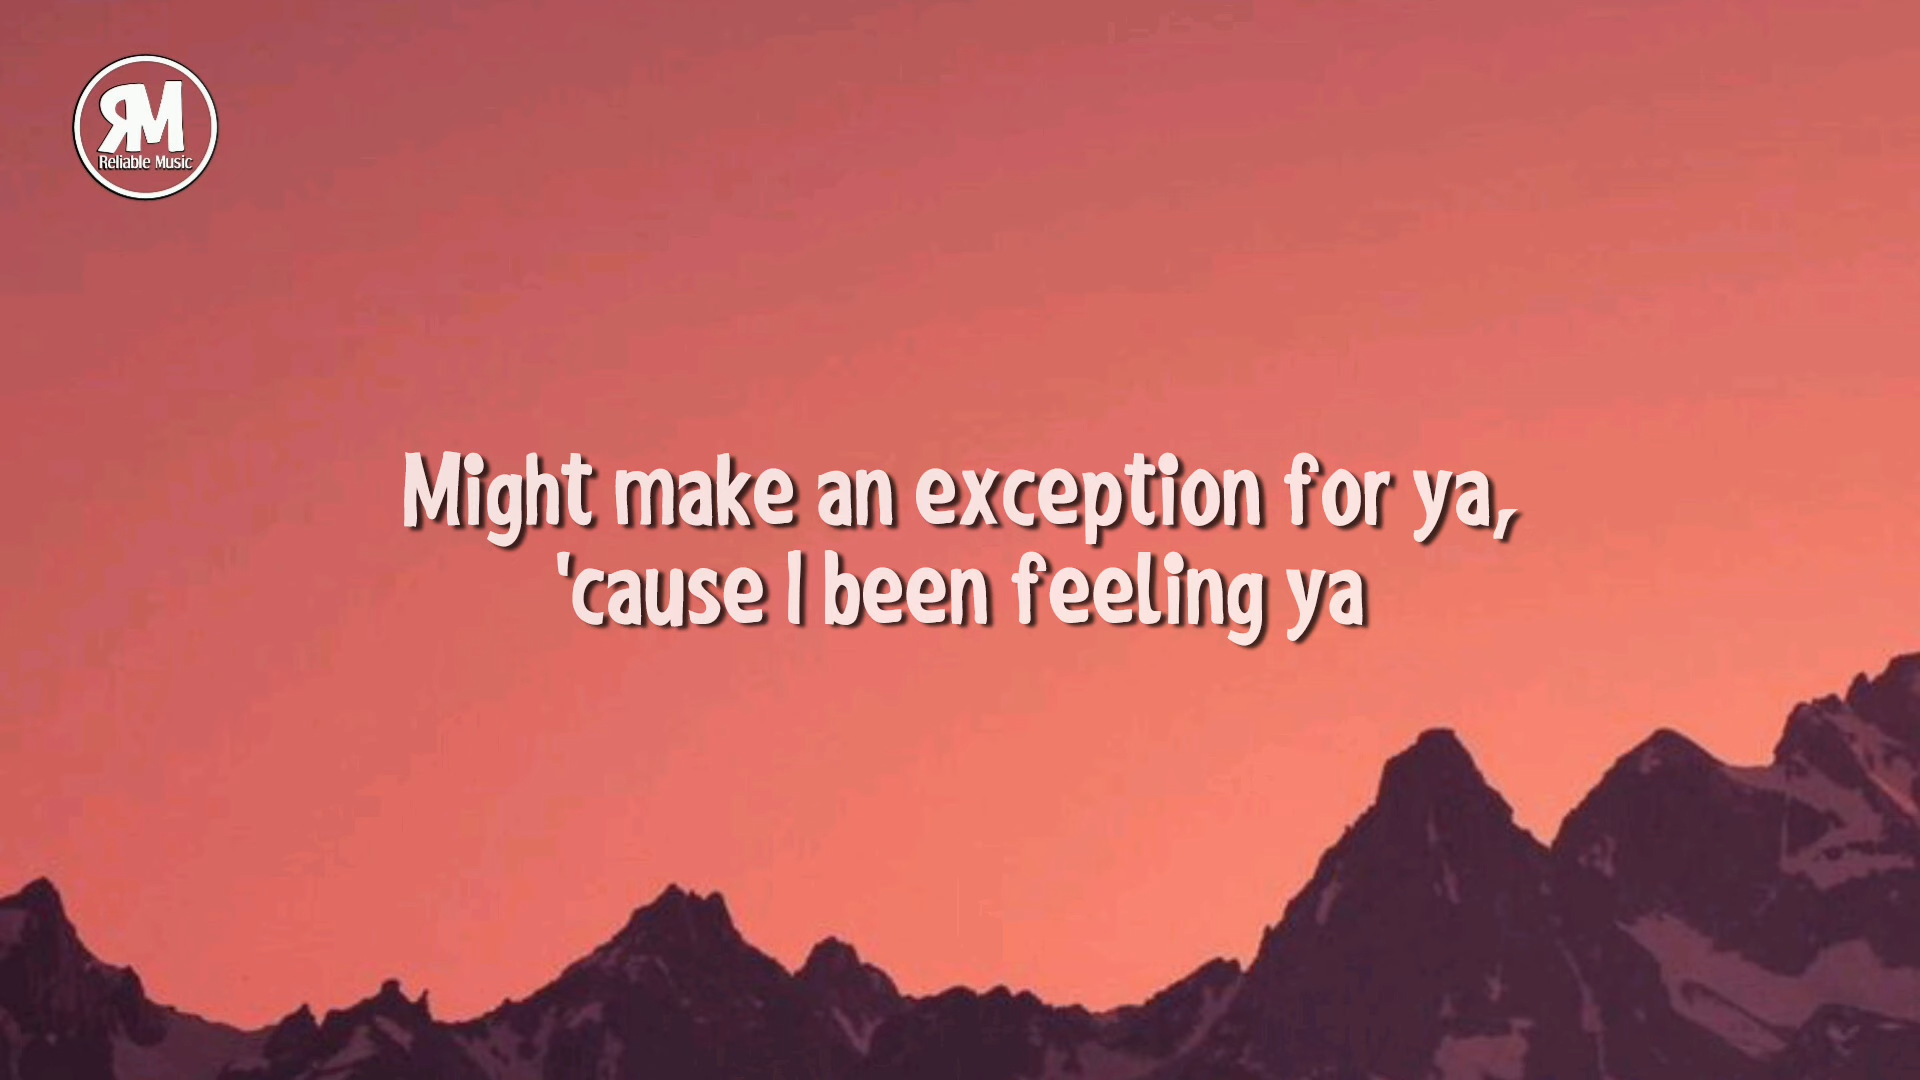 RM
Reliable Music
Might make an exception for ya,
'cause I been feeling ya